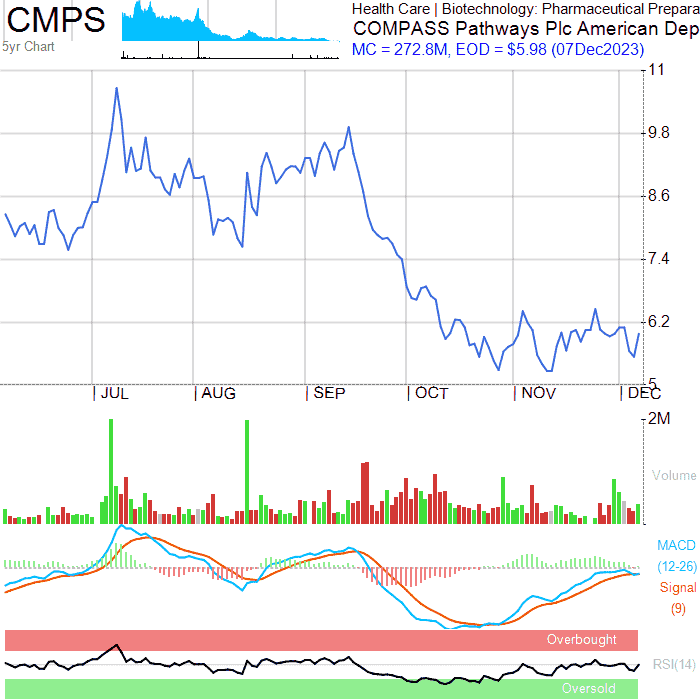 CMPS
5yr Chart
Health Care | Biotechnology: Pharmaceutical Prepara
COMPASS Pathways Plc American Dep
MC = 272.8M, EOD = $5.98 (07Dec2023)
11
9.8
8.6
7.4
6.2
5
JUL AUG SEP OCT NOV DEC
2M
Volume
MACD
(12-26)
Signal
(9)
Overbought
RSI(14)
Oversold